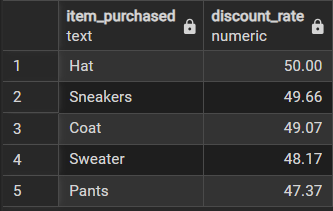 item_purchased discount_rate
text numeric
1 Hat 50.00
2 Sneakers 49.66
3 Coat 49.07
4 Sweater 48.17
5 Pants 47.37